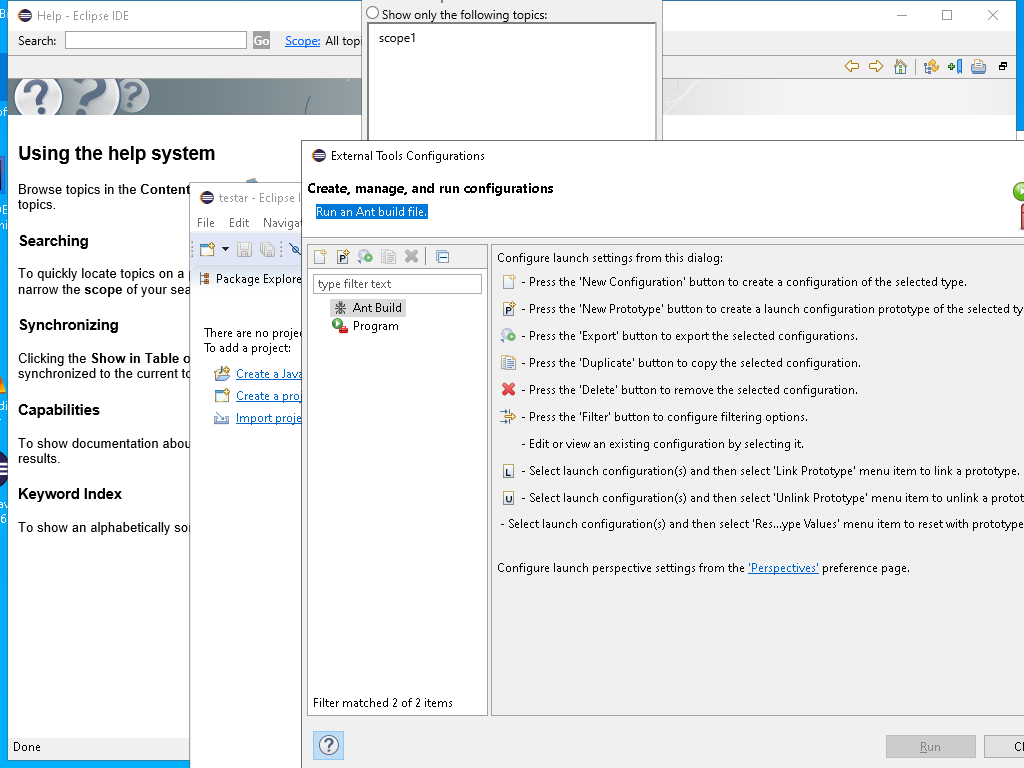 Help - Eclipse IDE
Search:
Go
Scope:
All topi
Show only the following topics:
scope1
Using the help system
Browse topics in the Content
topics.
Searching
To quickly locate topics on a
narrow the scope of your sea
Synchronizing
Clicking the Show in Table o
synchronized to the current to
Capabilities
To show documentation abou
results.
Keyword Index
To show an alphabetically so
Done
testar - Eclipse I
File Edit Navigat
Package Explore
There are no projec
To add a project:
Create a Java
Create a proj
Import proje
External Tools Configurations
Create, manage, and run configurations
Run an Ant build file.
type filter text
Ant Build
Program
Filter matched 2 of 2 items
Configure launch settings from this dialog:
- Press the 'New Configuration' button to create a configuration of the selected type.
- Press the 'New Prototype' button to create a launch configuration prototype of the selected ty
- Press the 'Export' button to export the selected configurations.
- Press the 'Duplicate' button to copy the selected configuration.
- Press the 'Delete' button to remove the selected configuration.
- Press the 'Filter' button to configure filtering options.
- Edit or view an existing configuration by selecting it.
- Select launch configuration(s) and then select 'Link Prototype' menu item to link a prototype.
- Select launch configuration(s) and then select 'Unlink Prototype' menu item to unlink a protot
- Select launch configuration(s) and then select 'Res...ype Values' menu item to reset with prototype
Configure launch perspective settings from the 'Perspectives' preference page.
Run
Cl